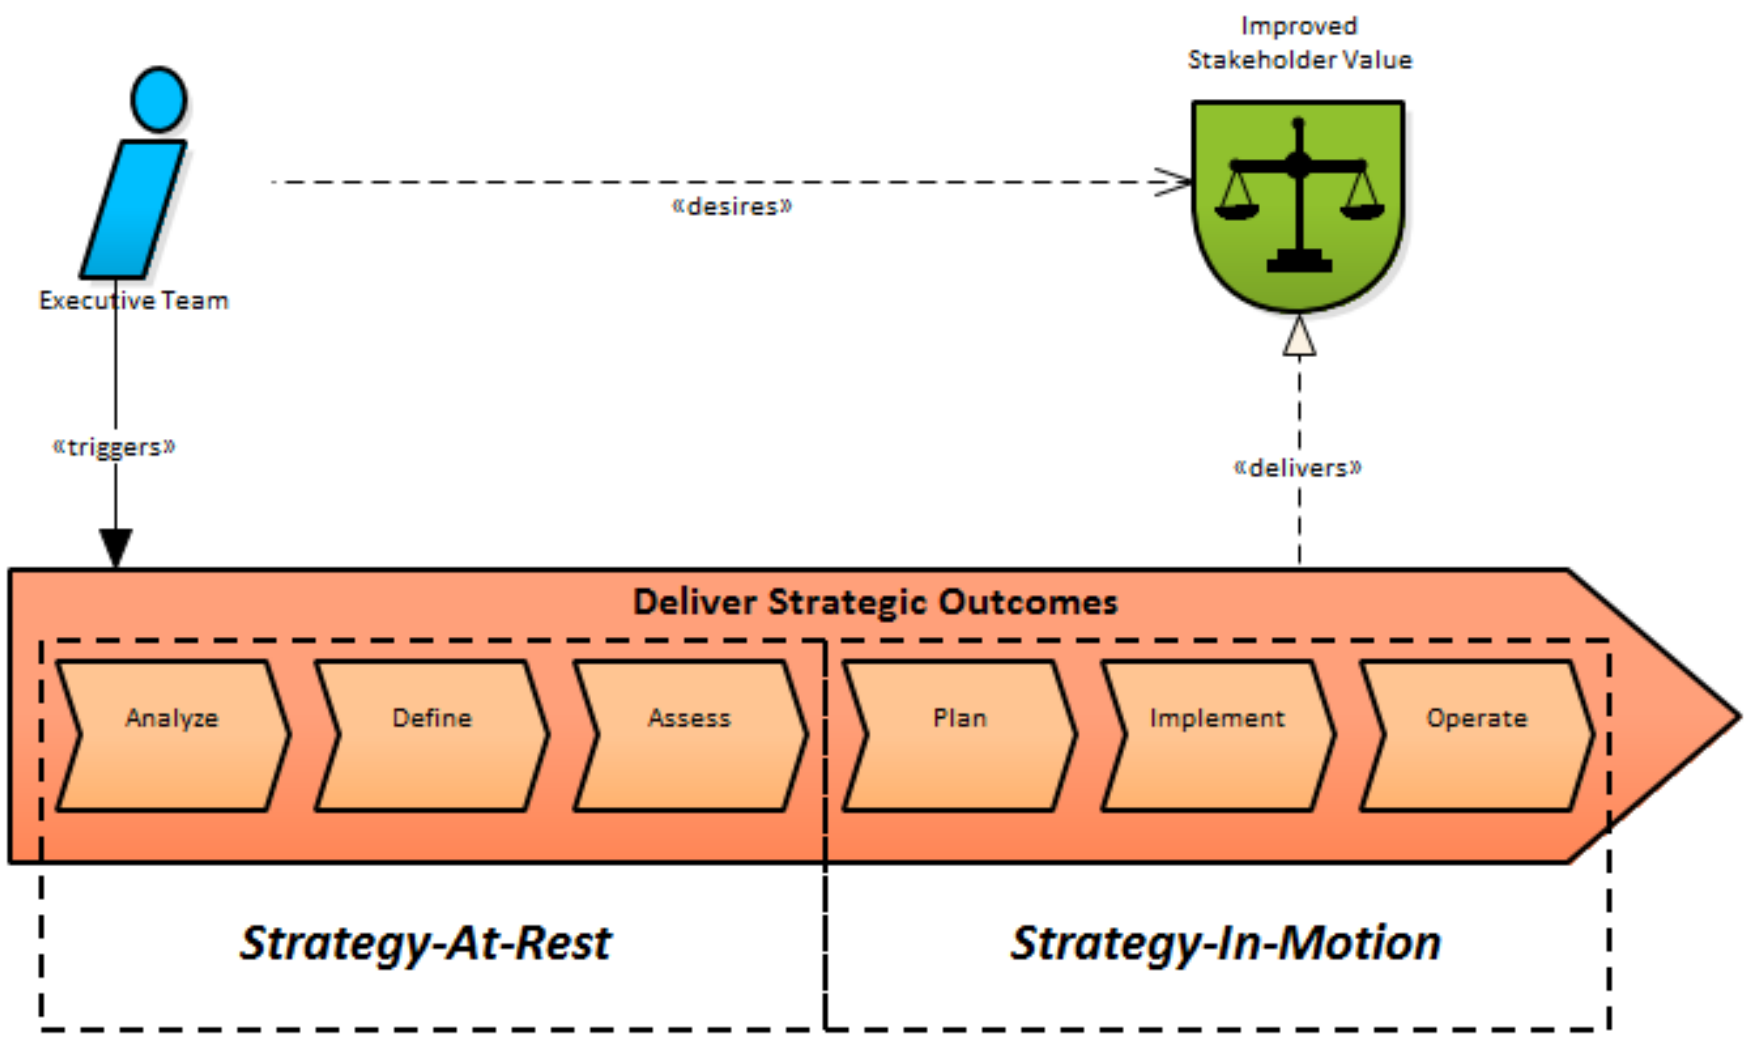 Improved
Stakeholder Value
«desires»
Executive Team
«triggers»
«delivers»
Deliver Strategic Outcomes
Analyze
Define
Assess
Plan
Implement
Operate
Strategy-At-Rest
Strategy-In-Motion